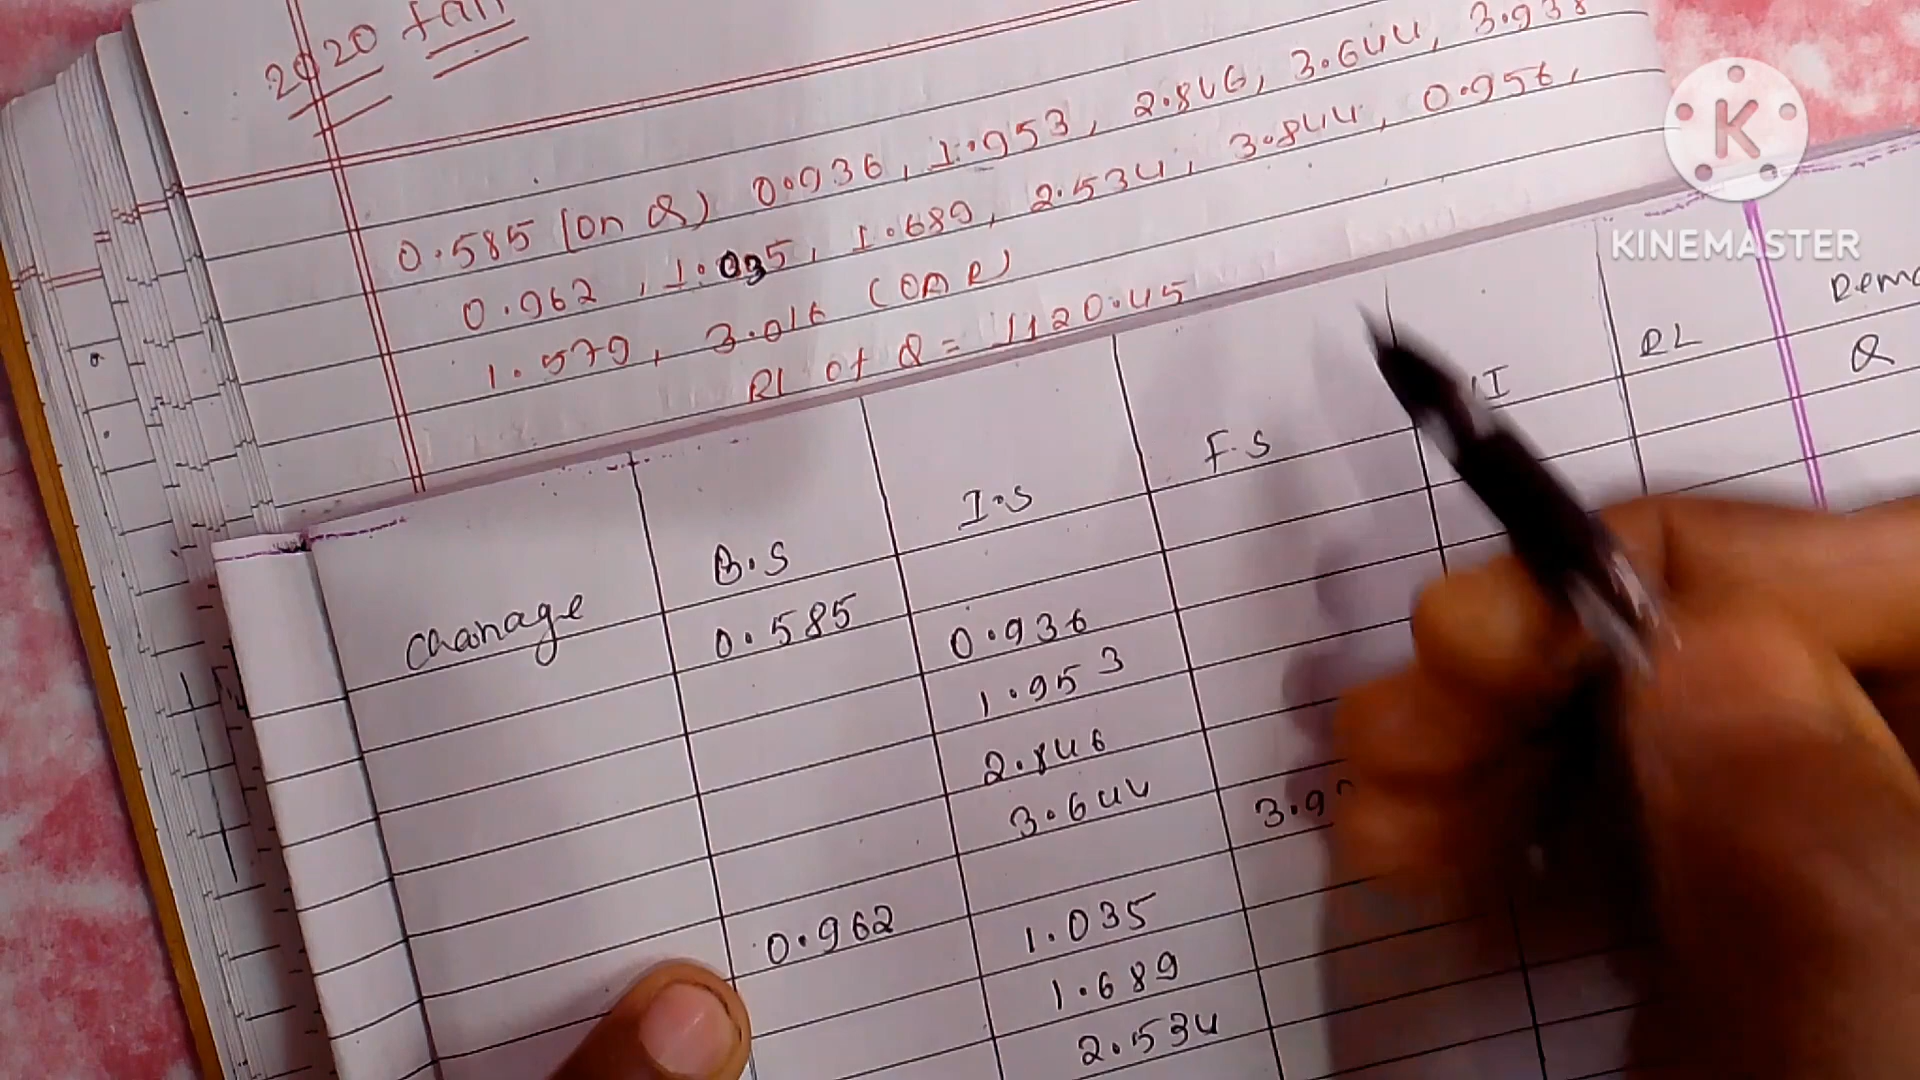 2020 fall
0.585 (on Q) 0.936, 1.953, 2.846, 3.644, 3.938
0.962, 1.035, 1.689, 2.534, 3.844, 0.956,
1.579, 3.016 (on R)
RL of Q = 1120.45
Chanage B.S I.S F.S RL
Q
0.585
0.936
1.953
2.846
3.644
0.962 1.035
1.689
2.534
K
KINEMASTER